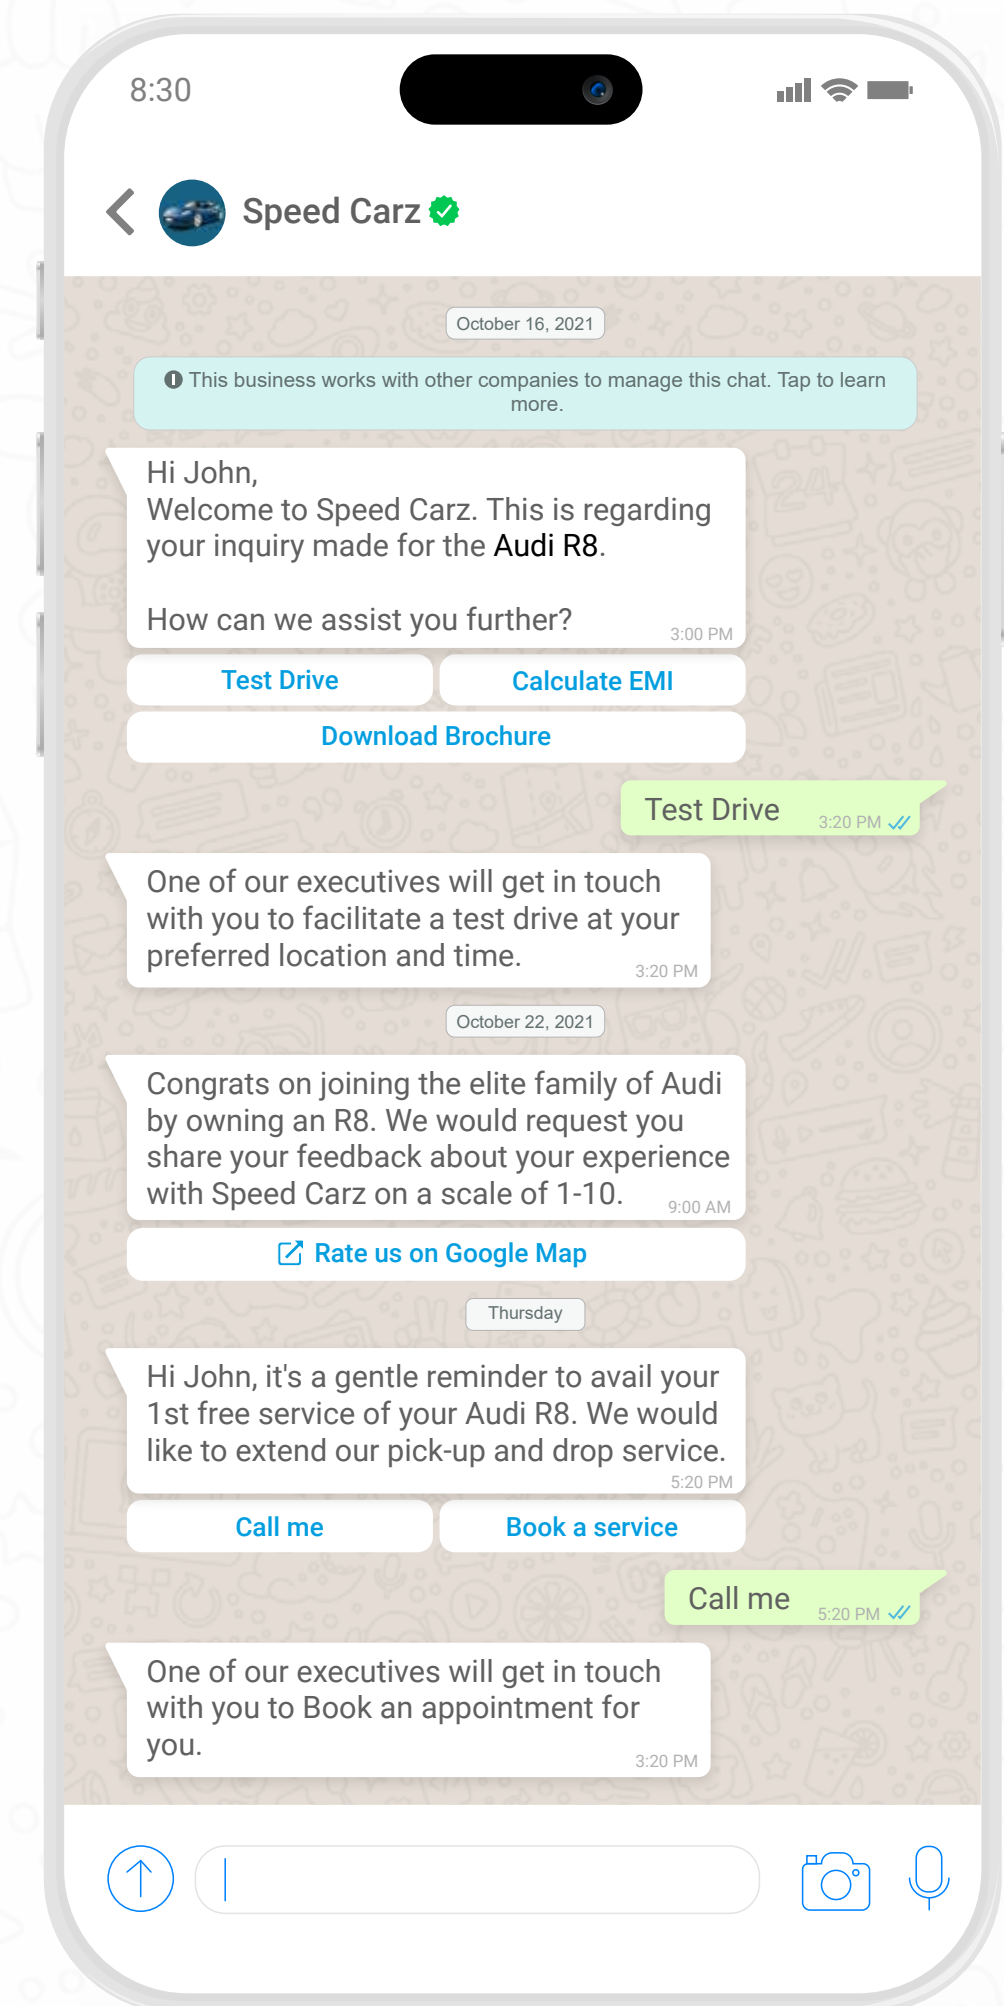 8:30
Speed Carz
October 16, 2021
This business works with other companies to manage this chat. Tap to learn
more.
Hi John,
Welcome to Speed Carz. This is regarding
your inquiry made for the Audi R8.
How can we assist you further?
3:00 PM
Test Drive
Calculate EMI
Download Brochure
Test Drive
3:20 PM
One of our executives will get in touch
with you to facilitate a test drive at your
preferred location and time.
3:20 PM
October 22, 2021
Congrats on joining the elite family of Audi
by owning an R8. We would request you
share your feedback about your experience
with Speed Carz on a scale of 1-10.
9:00 AM
Rate us on Google Map
Thursday
Hi John, it's a gentle reminder to avail your
1st free service of your Audi R8. We would
like to extend our pick-up and drop service.
5:20 PM
Call me
Book a service
Call me
5:20 PM
One of our executives will get in touch
with you to Book an appointment for
you.
3:20 PM